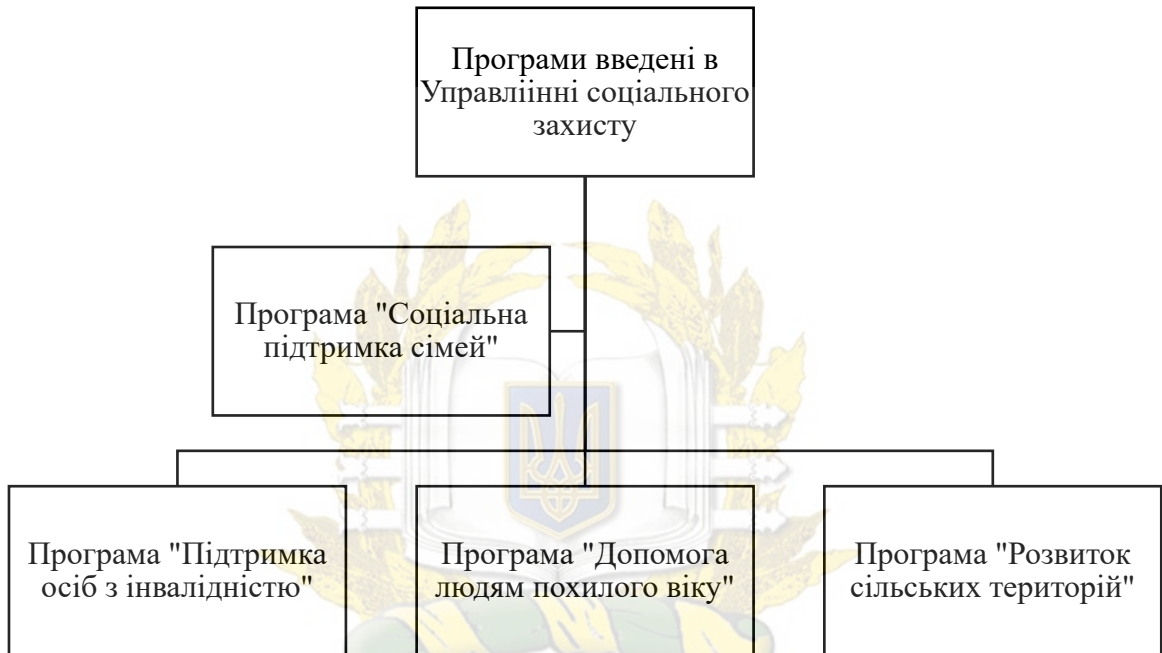 Програми введені в
Управліінні соціального
захисту
Програма "Соціальна
підтримка сімей"
Програма "Підтримка
осіб з інвалідністю"
Програма "Допомога
людям похилого віку"
Програма "Розвиток
сільських територій"